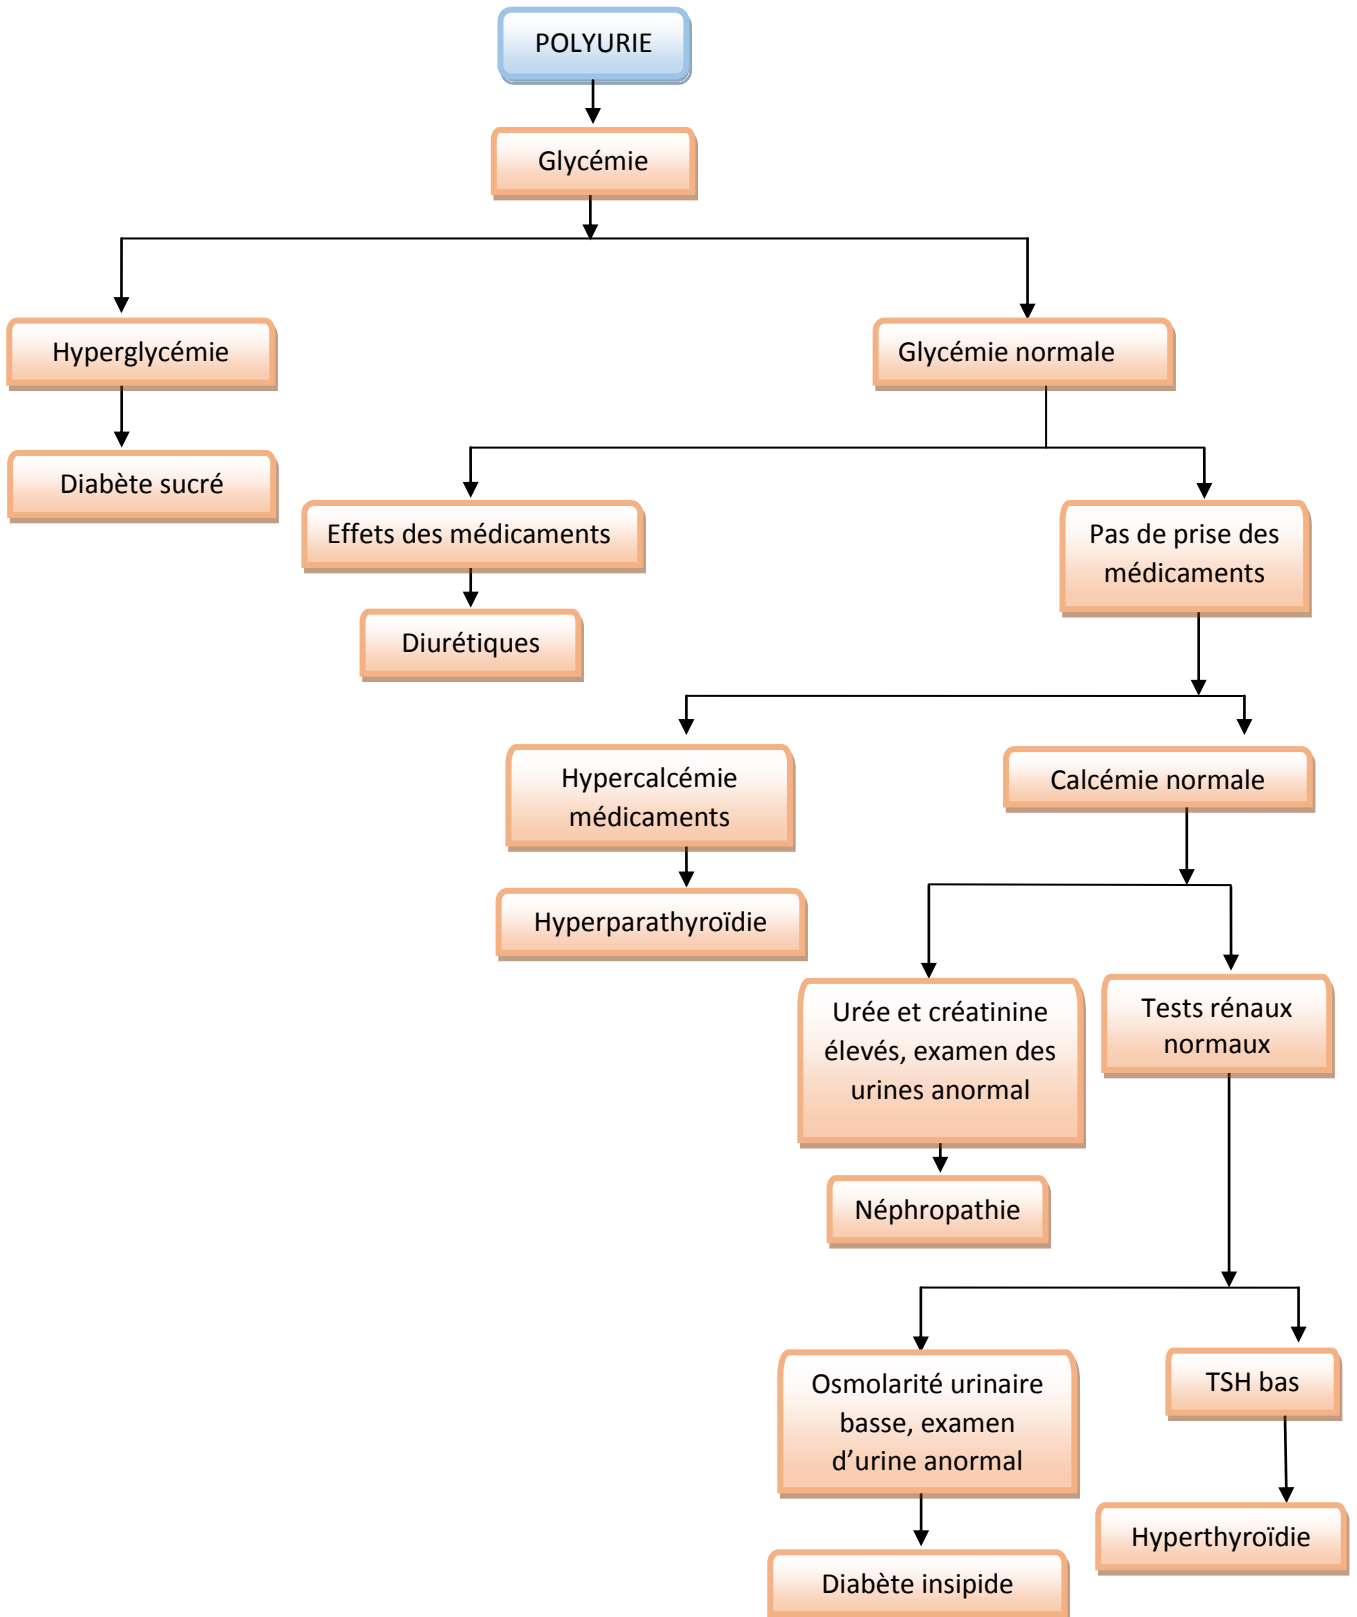 POLYURIE
Glycémie
Hyperglycémie
Glycémie normale
Diabète sucré
Effets des médicaments
Pas de prise des
médicaments
Diurétiques
Hypercalcémie
médicaments
Calcémie normale
Hyperparathyroïdie
Urée et créatinine
élevés, examen des
urines anormal
Tests rénaux
normaux
Néphropathie
Osmolarité urinaire
basse, examen
d’urine anormal
TSH bas
Hyperthyroïdie
Diabète insipide